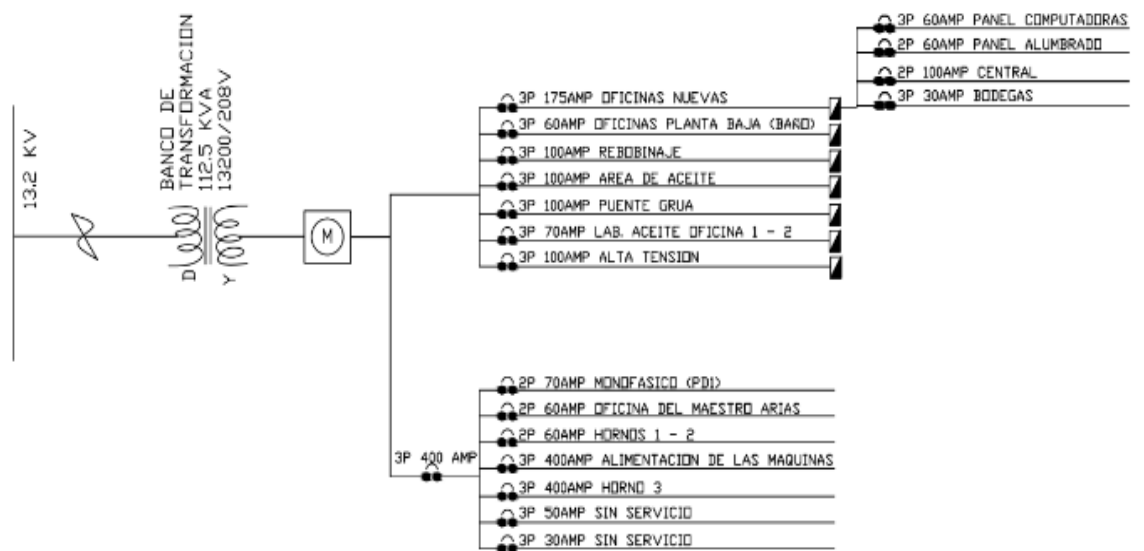 13.2 KV
BANCO DE
TRANSFORMACION
112.5 KVA
13200/208V
D
Y
M
3P 175AMP OFICINAS NUEVAS
3P 60AMP OFICINAS PLANTA BAJA (BAÑO)
3P 100AMP REBOBINAJE
3P 100AMP AREA DE ACEITE
3P 100AMP PUENTE GRUA
3P 70AMP LAB. ACEITE OFICINA 1 - 2
3P 100AMP ALTA TENSION
3P 60AMP PANEL COMPUTADORAS
2P 60AMP PANEL ALUMBRADO
2P 100AMP CENTRAL
3P 30AMP BODEGAS
3P 400 AMP
2P 70AMP MONOFASICO (PD1)
2P 60AMP OFICINA DEL MAESTRO ARIAS
2P 60AMP HORNOS 1 - 2
3P 400AMP ALIMENTACION DE LAS MAQUINAS
3P 400AMP HORNO 3
3P 50AMP SIN SERVICIO
3P 30AMP SIN SERVICIO